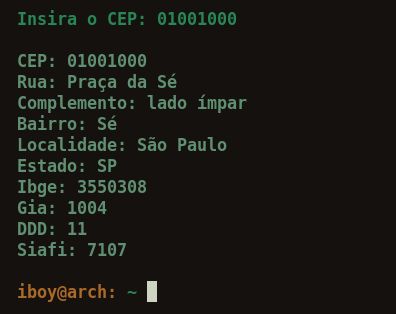 Insira o CEP: 01001000
CEP: 01001000
Rua: Praça da Sé
Complemento: lado ímpar
Bairro: Sé
Localidade: São Paulo
Estado: SP
Ibge: 3550308
Gia: 1004
DDD: 11
Siafi: 7107
iboy@arch: ~